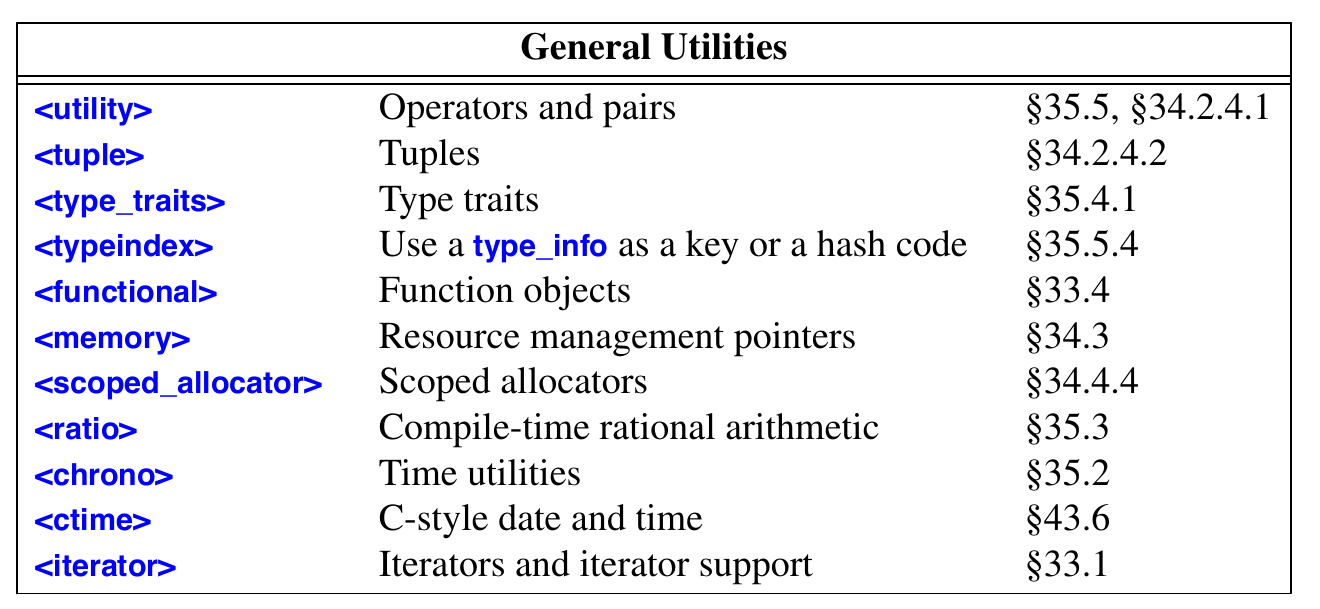 General Utilities
<utility> Operators and pairs §35.5, §34.2.4.1
<tuple> Tuples §34.2.4.2
<type_traits> Type traits §35.4.1
<typeindex> Use a type_info as a key or a hash code §35.5.4
<functional> Function objects §33.4
<memory> Resource management pointers §34.3
<scoped_allocator> Scoped allocators §34.4.4
<ratio> Compile-time rational arithmetic §35.3
<chrono> Time utilities §35.2
<ctime> C-style date and time §43.6
<iterator> Iterators and iterator support §33.1